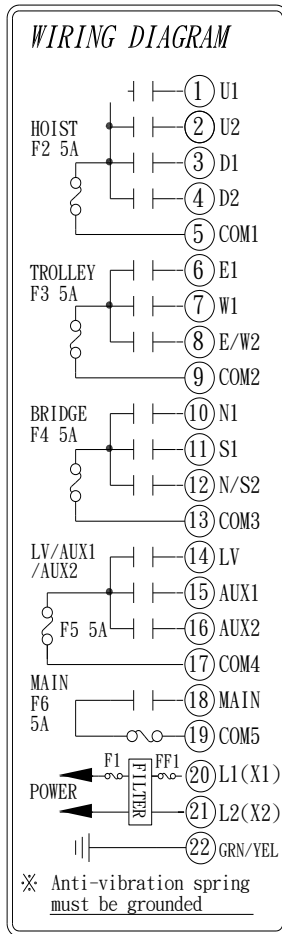 WIRING DIAGRAM
1 U1
HOIST
F2 5A
2 U2
3 D1
4 D2
5 COM1
6 E1
TROLLEY
F3 5A
7 W1
8 E/W2
9 COM2
10 N1
BRIDGE
F4 5A
11 S1
12 N/S2
13 COM3
14 LV
LV/AUX1
/AUX2
15 AUX1
F5 5A
16 AUX2
17 COM4
MAIN
F6
5A
18 MAIN
19 COM5
F1 FILTER FF1 20 L1(X1)
POWER
21 L2(X2)
22 GRN/YEL
※ Anti-vibration spring
must be grounded